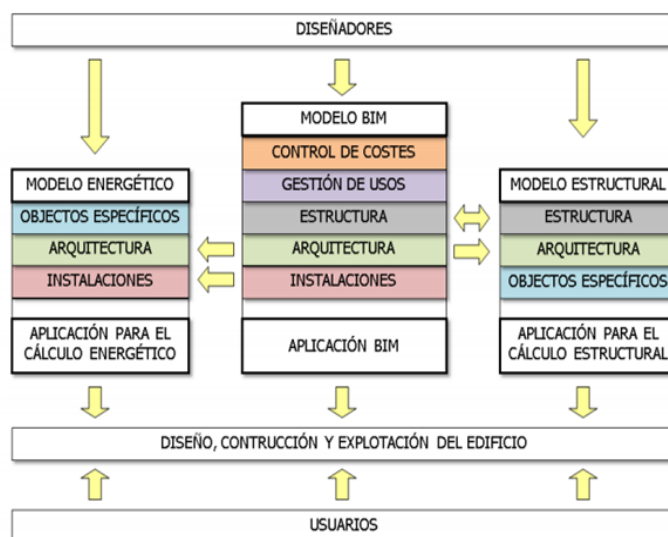 DISEÑADORES
MODELO BIM
CONTROL DE COSTES
GESTIÓN DE USOS
ESTRUCTURA
ARQUITECTURA
INSTALACIONES
APLICACIÓN BIM
MODELO ENERGÉTICO
OBJECTOS ESPECÍFICOS
ARQUITECTURA
INSTALACIONES
APLICACIÓN PARA EL
CÁLCULO ENERGÉTICO
MODELO ESTRUCTURAL
ESTRUCTURA
ARQUITECTURA
OBJECTOS ESPECÍFICOS
APLICACIÓN PARA EL
CÁLCULO ESTRUCTURAL
DISEÑO, CONTRUCCIÓN Y EXPLOTACIÓN DEL EDIFICIO
USUARIOS